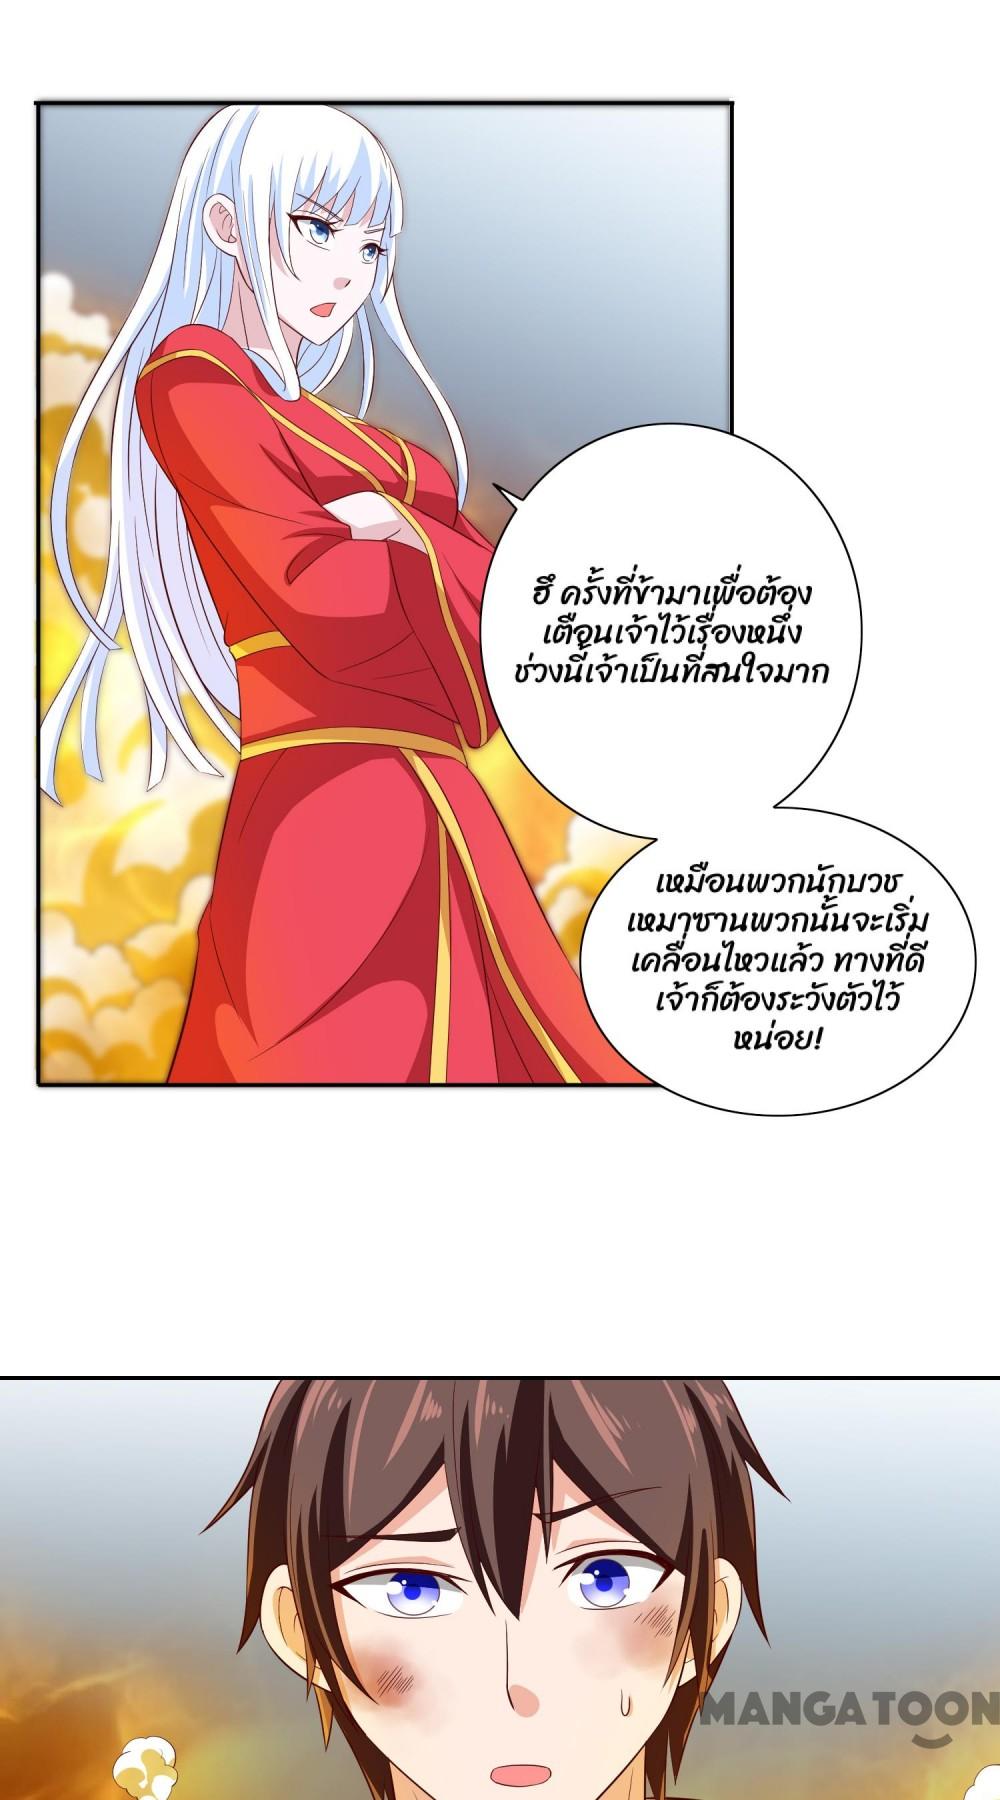 ฮึ ครั้งที่ข้ามาเพื่อต้อง
เตือนเจ้าไว้เรื่องหนึ่ง
ช่วงนี้เจ้าเป็นที่สนใจมาก
เหมือนพวกนักบวช
เหมาซานพวกนั้นจะเริ่ม
เคลื่อนไหวแล้ว ทางที่ดี
เจ้าก็ต้องระวังตัวไว้
หน่อย!
MANGATOON